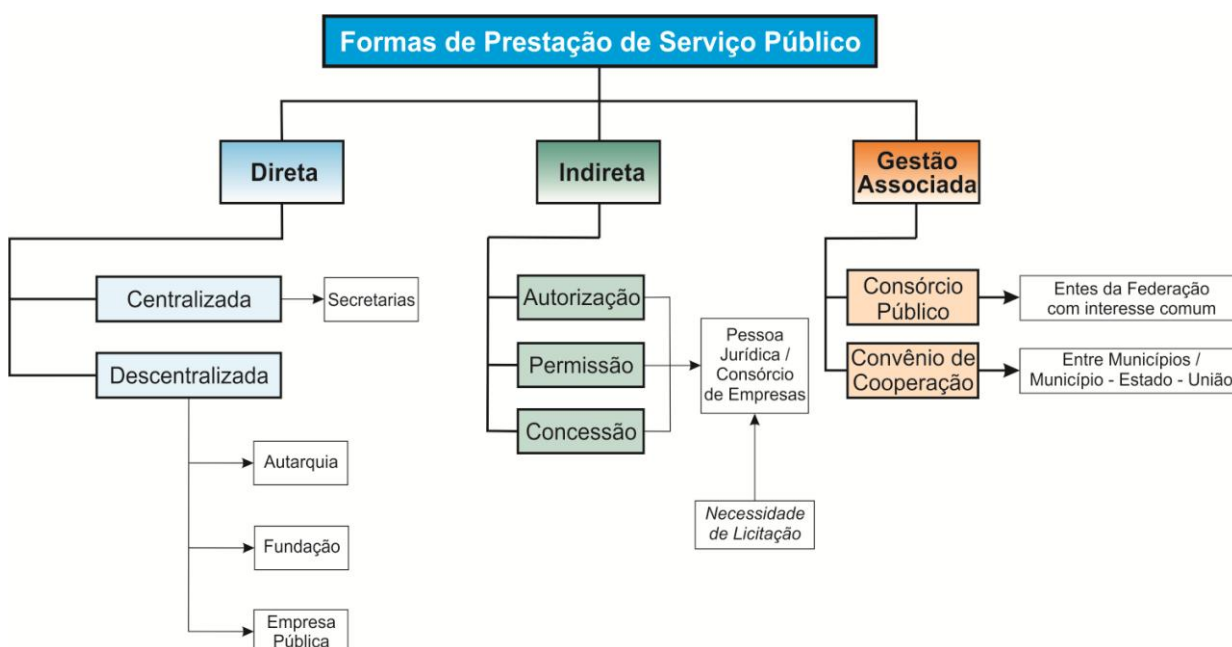 Formas de Prestação de Serviço Público
Direta
Indireta
Gestão
Associada
Centralizada
Secretarias
Descentralizada
Autarquia
Fundação
Empresa
Pública
Autorização
Permissão
Concessão
Pessoa
Jurídica /
Consórcio
de Empresas
Necessidade
de Licitação
Consórcio
Público
Entes da Federação
com interesse comum
Convênio de
Cooperação
Entre Municípios /
Município - Estado - União